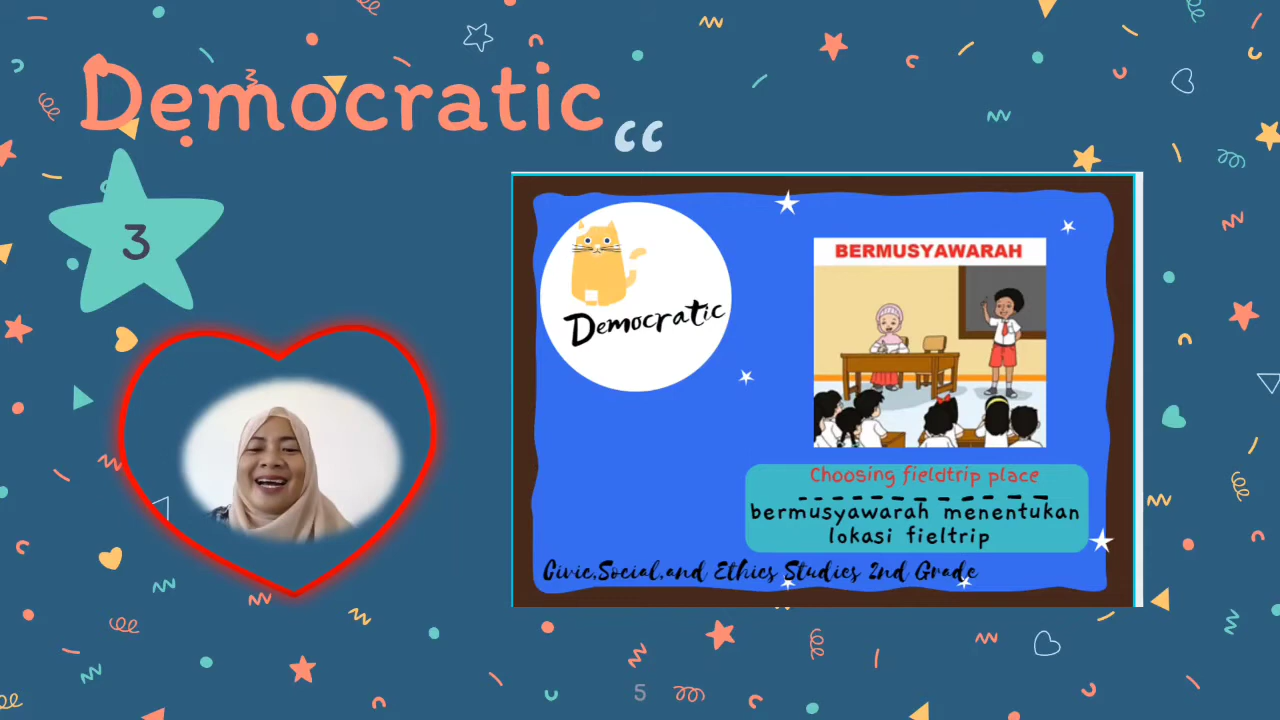 Democratic
“
3
Democratic
BERMUSYAWARAH
Choosing fieldtrip place
bermusyawarah menentukan
lokasi fieltrip
Civic,Social,and Ethics Studies 2nd Grade
5